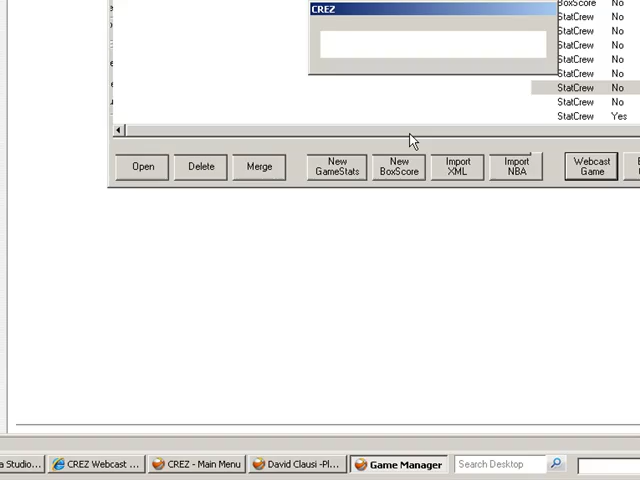 CREZ
BoxScore No
StatCrew No
StatCrew No
StatCrew No
StatCrew No
StatCrew No
StatCrew No
StatCrew No
StatCrew Yes
Open Delete Merge New GameStats New BoxScore Import XML Import NBA Webcast Game
a Studio... CREZ Webcast ... CREZ - Main Menu David Clausi -Pl... Game Manager Search Desktop